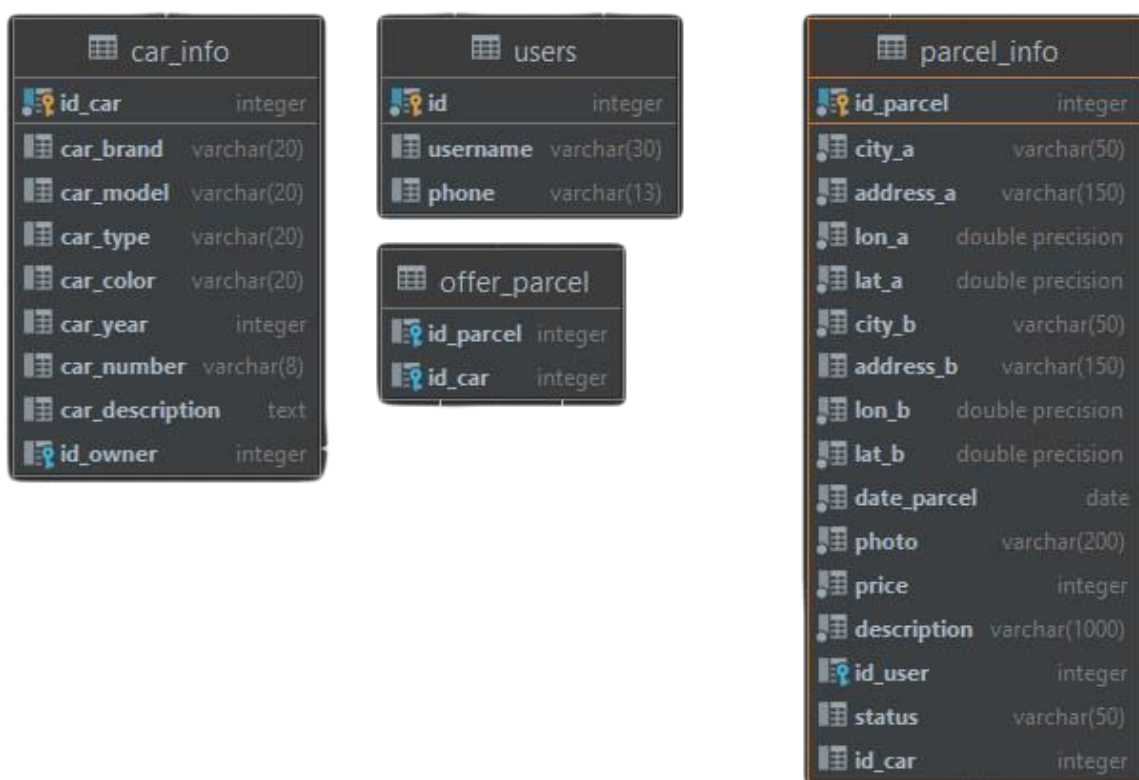 car_info
id_car integer
car_brand varchar(20)
car_model varchar(20)
car_type varchar(20)
car_color varchar(20)
car_year integer
car_number varchar(8)
car_description text
id_owner integer
users
id integer
username varchar(30)
phone varchar(13)
offer_parcel
id_parcel integer
id_car integer
parcel_info
id_parcel integer
city_a varchar(50)
address_a varchar(150)
lon_a double precision
lat_a double precision
city_b varchar(50)
address_b varchar(150)
lon_b double precision
lat_b double precision
date_parcel date
photo varchar(200)
price integer
description varchar(1000)
id_user integer
status varchar(50)
id_car integer